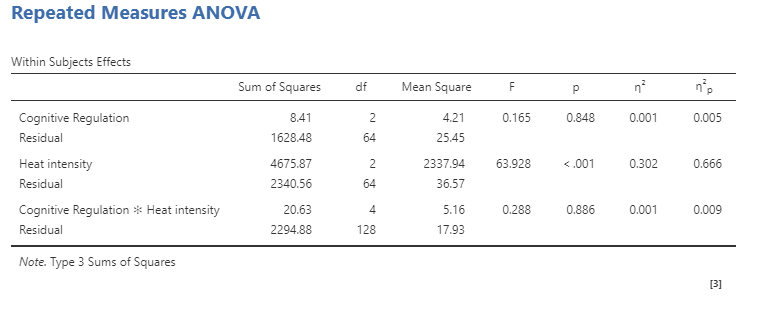 Repeated Measures ANOVA
Within Subjects Effects
Sum of Squares df Mean Square F p η² η²p
Cognitive Regulation 8.41 2 4.21 0.165 0.848 0.001 0.005
Residual 1628.48 64 25.45
Heat intensity 4675.87 2 2337.94 63.928 < .001 0.302 0.666
Residual 2340.56 64 36.57
Cognitive Regulation ✻ Heat intensity 20.63 4 5.16 0.288 0.886 0.001 0.009
Residual 2294.88 128 17.93
Note. Type 3 Sums of Squares
[3]